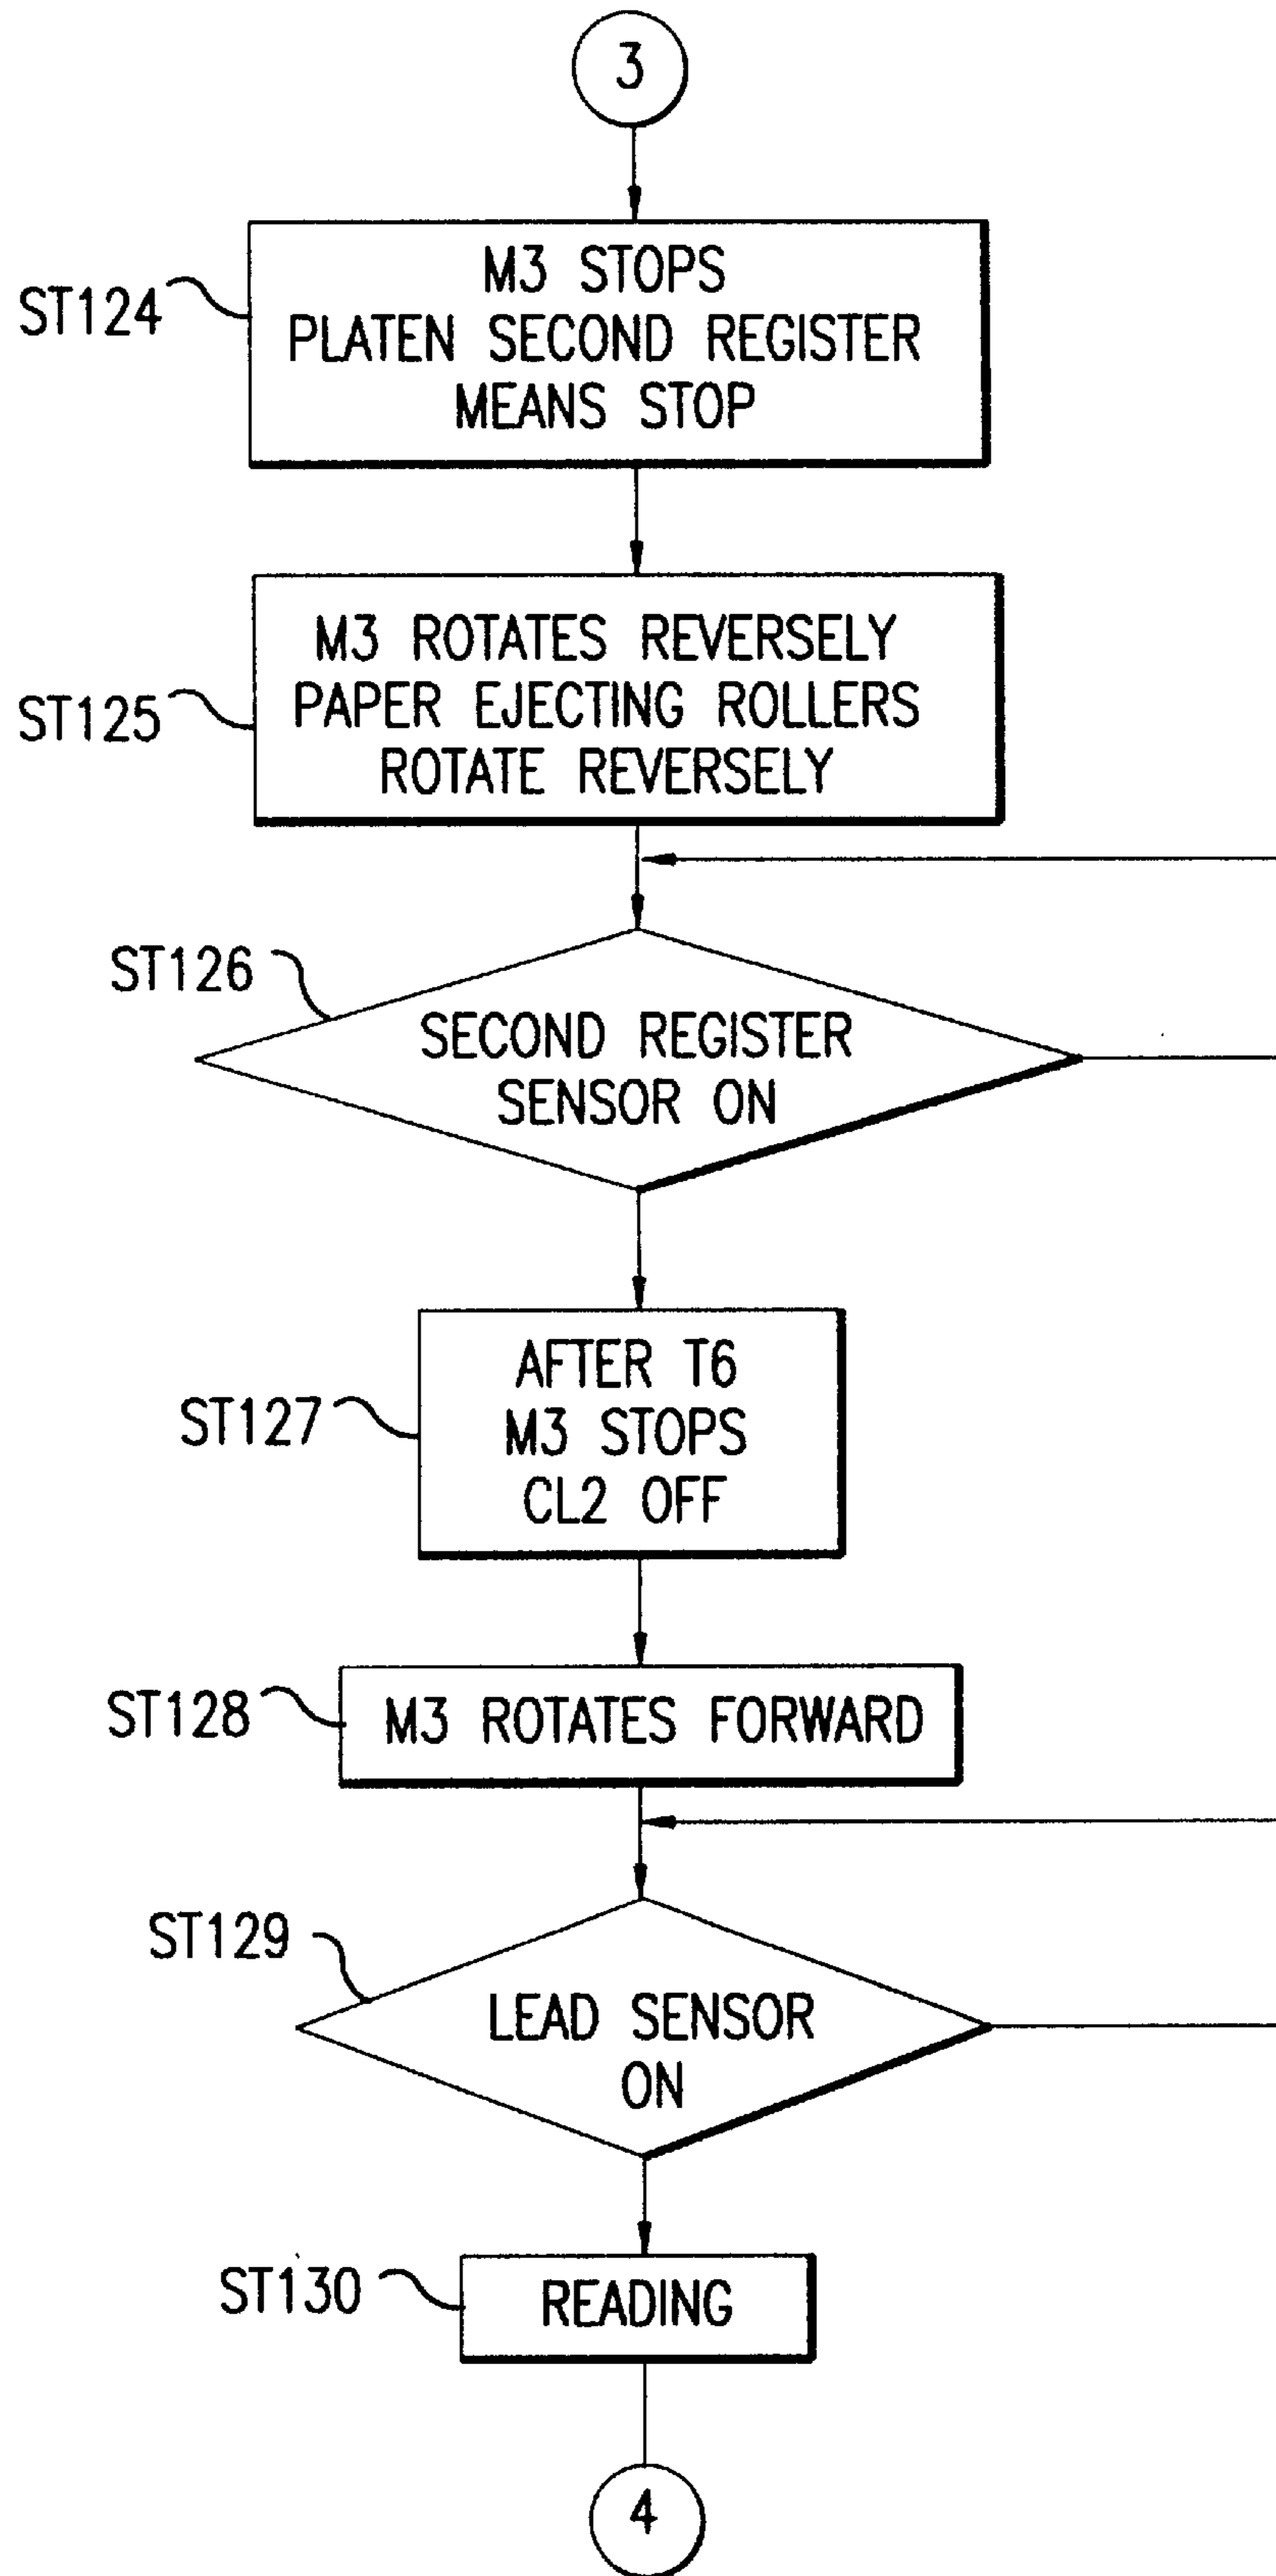 3
ST124
M3 STOPS
PLATEN SECOND REGISTER
MEANS STOP
ST125
M3 ROTATES REVERSELY
PAPER EJECTING ROLLERS
ROTATE REVERSELY
ST126
SECOND REGISTER
SENSOR ON
ST127
AFTER T6
M3 STOPS
CL2 OFF
ST128
M3 ROTATES FORWARD
ST129
LEAD SENSOR
ON
ST130
READING
4